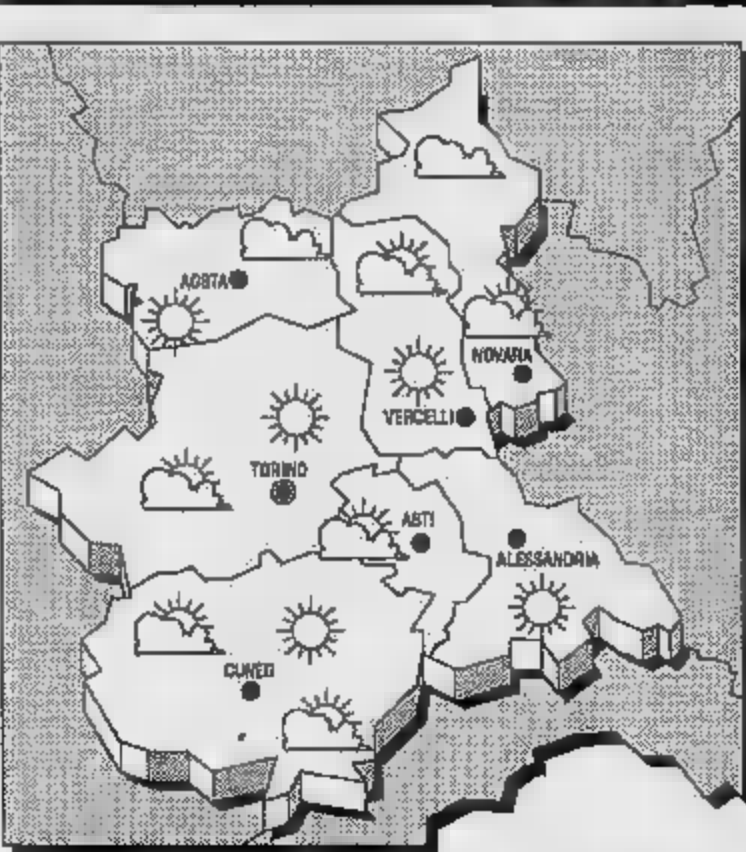 AOSTA
NOVARA
VERCELLI
TORINO
ASTI
ALESSANDRIA
CUNEO